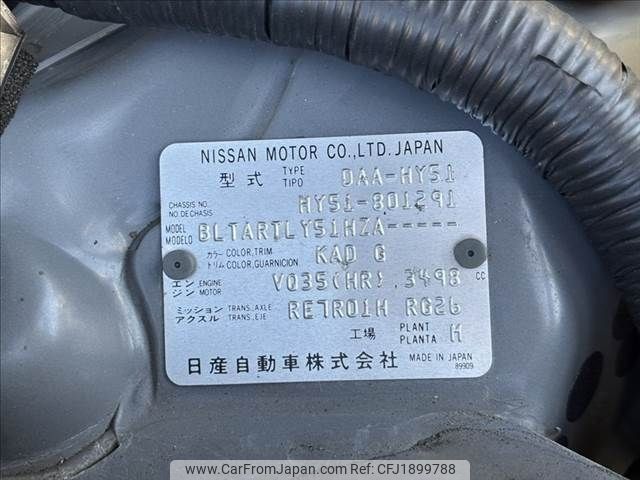 NISSAN MOTOR CO.,LTD. JAPAN
型式 TYPE TIPO DAA-HY51
CHASSIS NO. NO. DE CHASIS HY51-801291
MODEL MODELO BLTARTLY51HZA-----
カラー COLOR, TRIM トリム COLOR, GUARNICION KAD G
エンジン ENGINE MOTOR VQ35(HR), 3498 CC
ミッション TRANS., AXLE アクスル TRANS., EJE RE7R01H RG26
工場 PLANT PLANTA H
日産自動車株式会社 MADE IN JAPAN
89909
www.CarFromJapan.com | Car REF ID: CFJ1899788